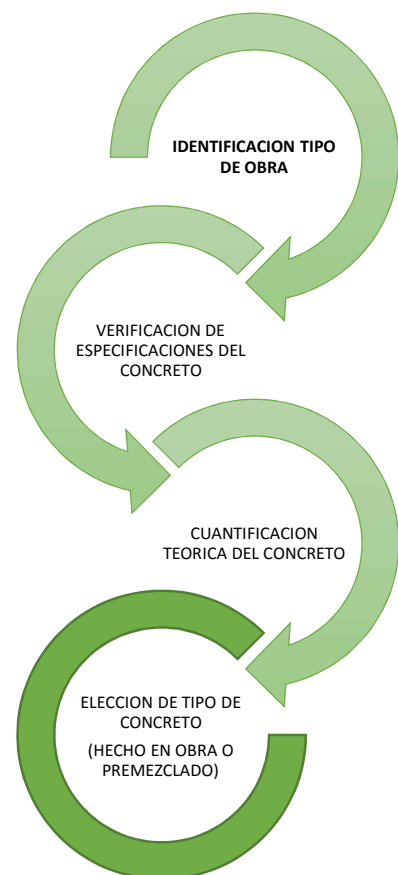 IDENTIFICACION TIPO
DE OBRA
VERIFICACION DE
ESPECIFICACIONES DEL
CONCRETO
CUANTIFICACION
TEORICA DEL CONCRETO
ELECCION DE TIPO DE
CONCRETO
(HECHO EN OBRA O
PREMEZCLADO)